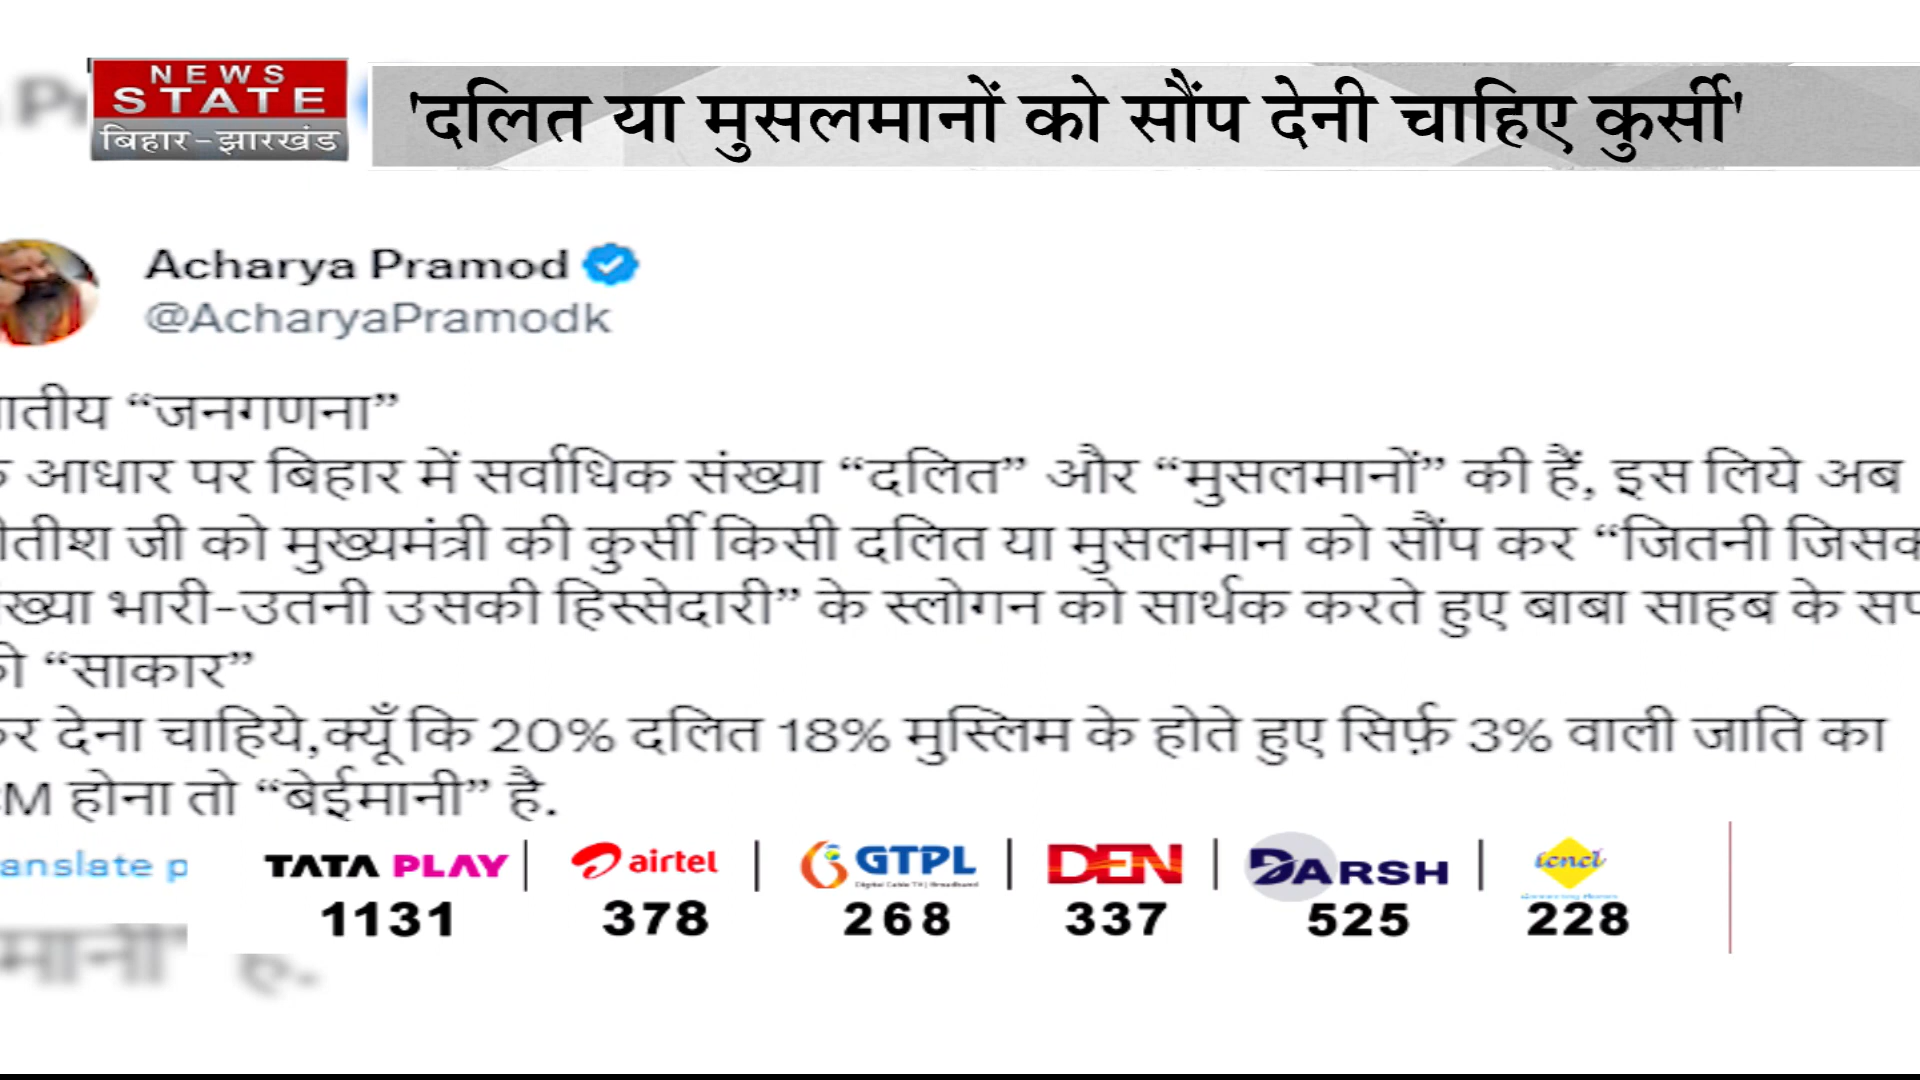 NEWS
STATE
बिहार-झारखंड
'दलित या मुसलमानों को सौंप देनी चाहिए कुर्सी'
Acharya Pramod
@AcharyaPramodk
ातीय “जनगणना”
आधार पर बिहार में सर्वाधिक संख्या “दलित” और “मुसलमानों” की हैं, इस लिये अब
ीतीश जी को मुख्यमंत्री की कुर्सी किसी दलित या मुसलमान को सौंप कर “जितनी जिसक
ंख्या भारी-उतनी उसकी हिस्सेदारी” के स्लोगन को सार्थक करते हुए बाबा साहब के सप
“साकार”
र देना चाहिये,क्यूँ कि 20% दलित 18% मुस्लिम के होते हुए सिर्फ़ 3% वाली जाति का
M होना तो “बेईमानी” है.
anslate p
TATA PLAY | airtel | GTPL | DEN | DARSH | icncl
1131 378 268 337 525 228
मानी” है.